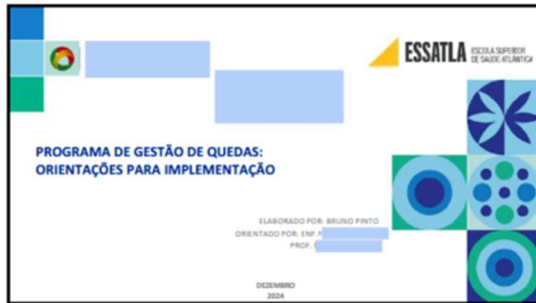 ESSATLA ESCOLA SUPERIOR
DE SAÚDE ATLÂNTICA
PROGRAMA DE GESTÃO DE QUEDAS:
ORIENTAÇÕES PARA IMPLEMENTAÇÃO
ELABORADO POR: BRUNO PINTO
ORIENTADO POR: ENF.ª
PROF.
DEZEMBRO
2024